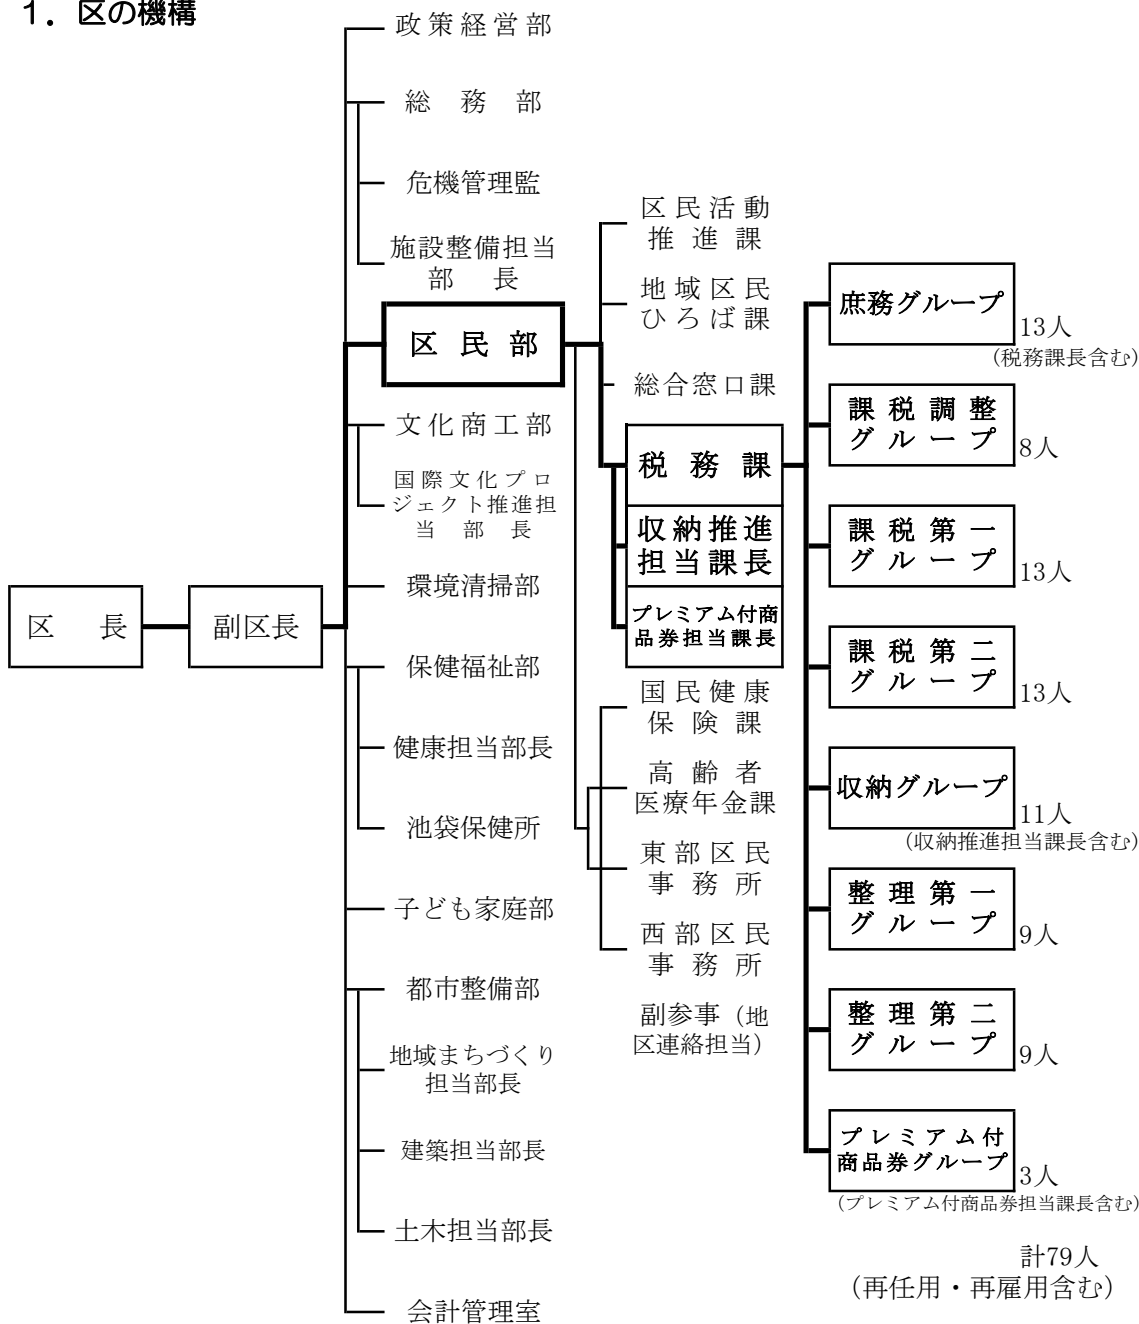 1．区の機構
政策経営部
総務部
危機管理監
施設整備担当
部長
区民部
文化商工部
国際文化プロ
ジェクト推進担
当部長
環境清掃部
保健福祉部
健康担当部長
池袋保健所
子ども家庭部
都市整備部
地域まちづくり
担当部長
建築担当部長
土木担当部長
会計管理室
区長
副区長
区民活動
推進課
地域区民
ひろば課
総合窓口課
税務課
収納推進
担当課長
プレミアム付商
品券担当課長
国民健康
保険課
高齢者
医療年金課
東部区民
事務所
西部区民
事務所
副参事（地
区連絡担当）
庶務グループ
13人
（税務課長含む）
課税調整
グループ
8人
課税第一
グループ
13人
課税第二
グループ
13人
収納グループ
11人
（収納推進担当課長含む）
整理第一
グループ
9人
整理第二
グループ
9人
プレミアム付
商品券グループ
3人
（プレミアム付商品券担当課長含む）
計79人
（再任用・再雇用含む）